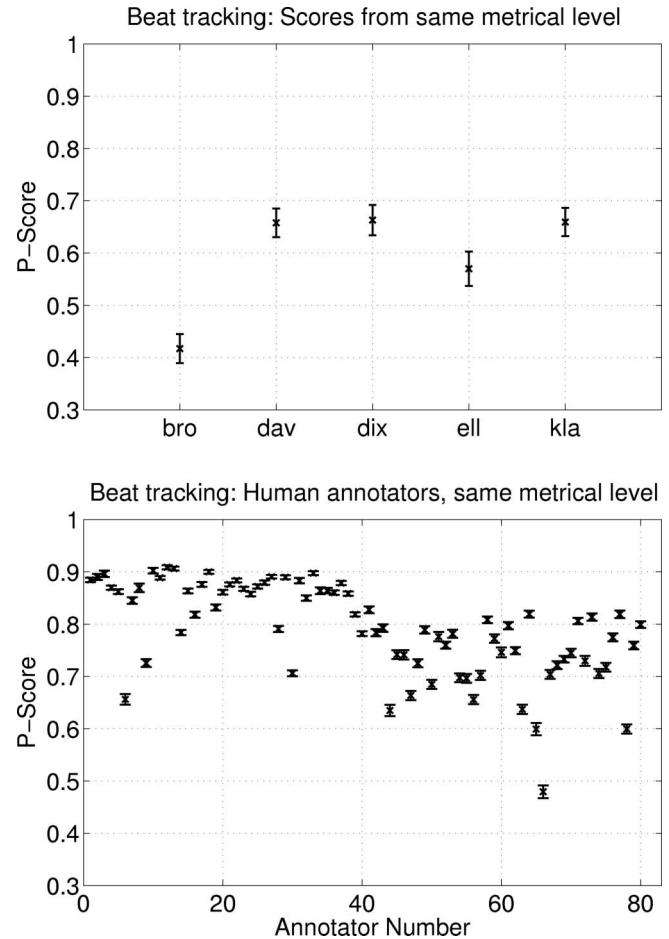 Beat tracking: Scores from same metrical level
1
0.9
0.8
0.7
0.6
0.5
0.4
0.3
P-Score
bro dav dix ell kla
Beat tracking: Human annotators, same metrical level
1
0.9
0.8
0.7
0.6
0.5
0.4
0.3
P-Score
0 20 40 60 80
Annotator Number